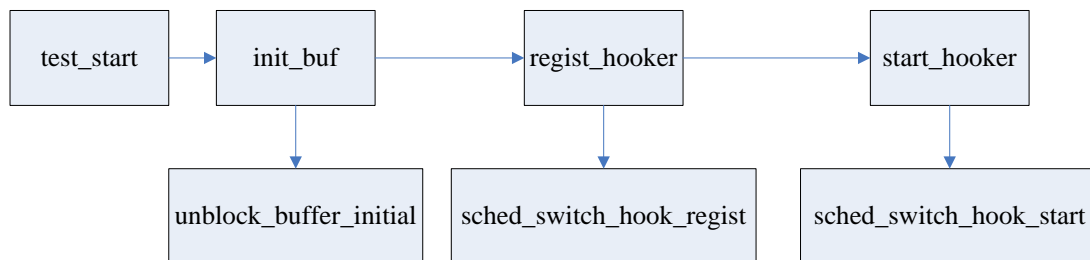 test_start
init_buf
regist_hooker
start_hooker
unblock_buffer_initial
sched_switch_hook_regist
sched_switch_hook_start